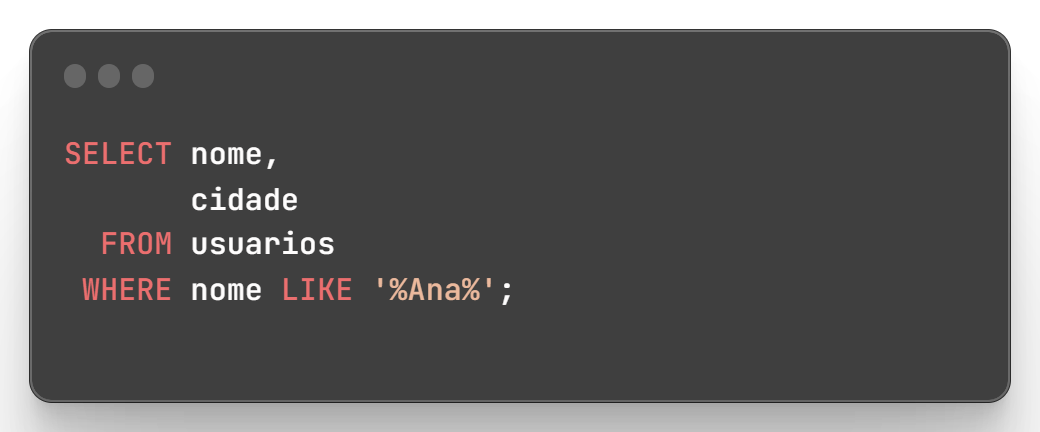 SELECT nome,
       cidade
  FROM usuarios
 WHERE nome LIKE '%Ana%';